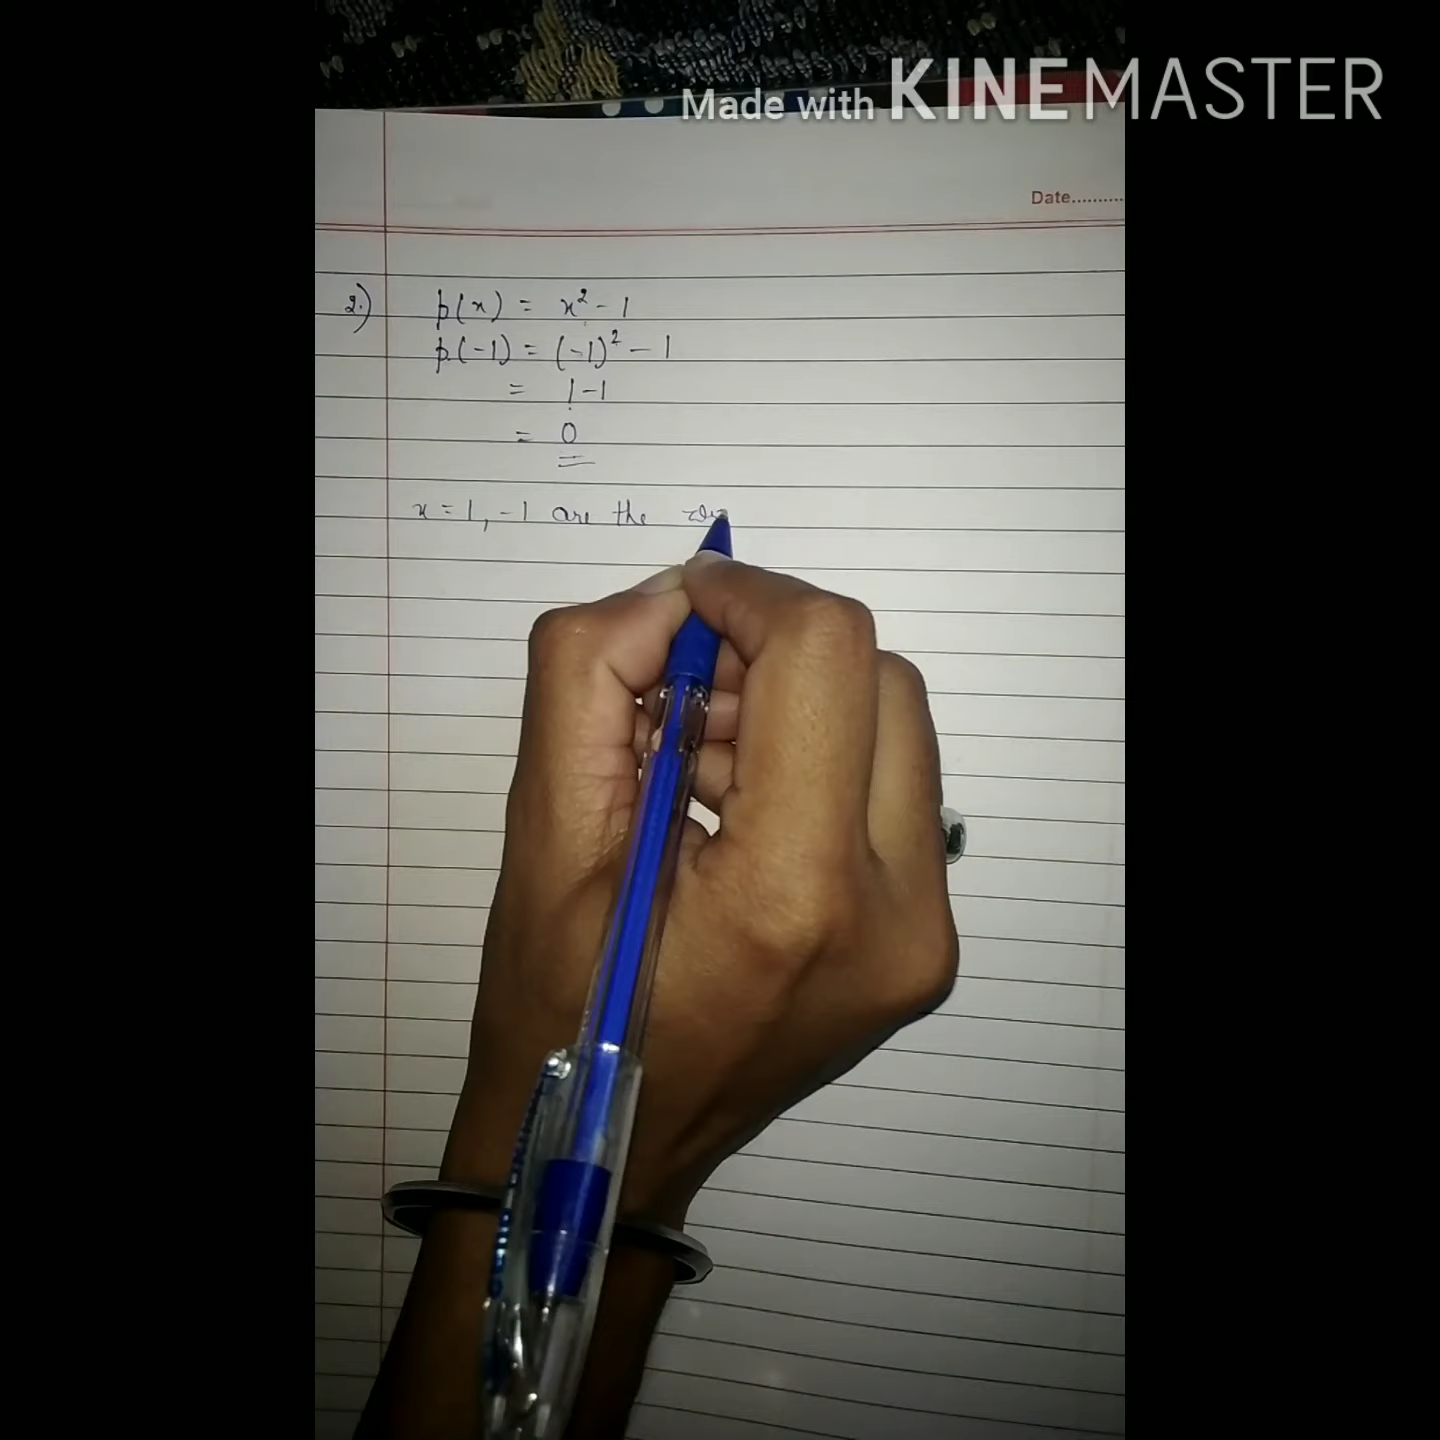 Made with KINEMASTER
Date..........
2.) p(x) = x² - 1
p(-1) = (-1)² - 1
= 1 - 1
= 0
x = 1, -1 are the